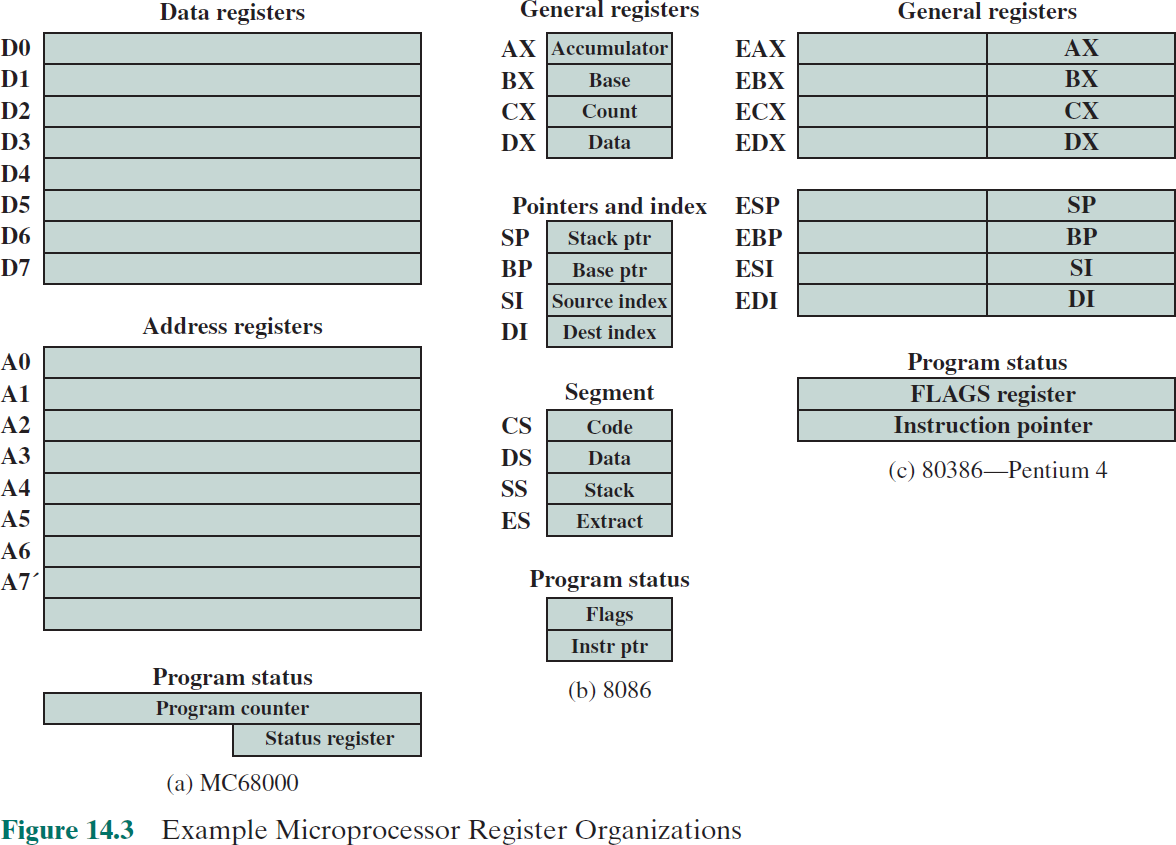 Data registers
D0
D1
D2
D3
D4
D5
D6
D7
Address registers
A0
A1
A2
A3
A4
A5
A6
A7´
Program status
Program counter
Status register
(a) MC68000
General registers
AX Accumulator
BX Base
CX Count
DX Data
Pointers and index
SP Stack ptr
BP Base ptr
SI Source index
DI Dest index
Segment
CS Code
DS Data
SS Stack
ES Extract
Program status
Flags
Instr ptr
(b) 8086
General registers
EAX AX
EBX BX
ECX CX
EDX DX
ESP SP
EBP BP
ESI SI
EDI DI
Program status
FLAGS register
Instruction pointer
(c) 80386—Pentium 4
Figure 14.3 Example Microprocessor Register Organizations